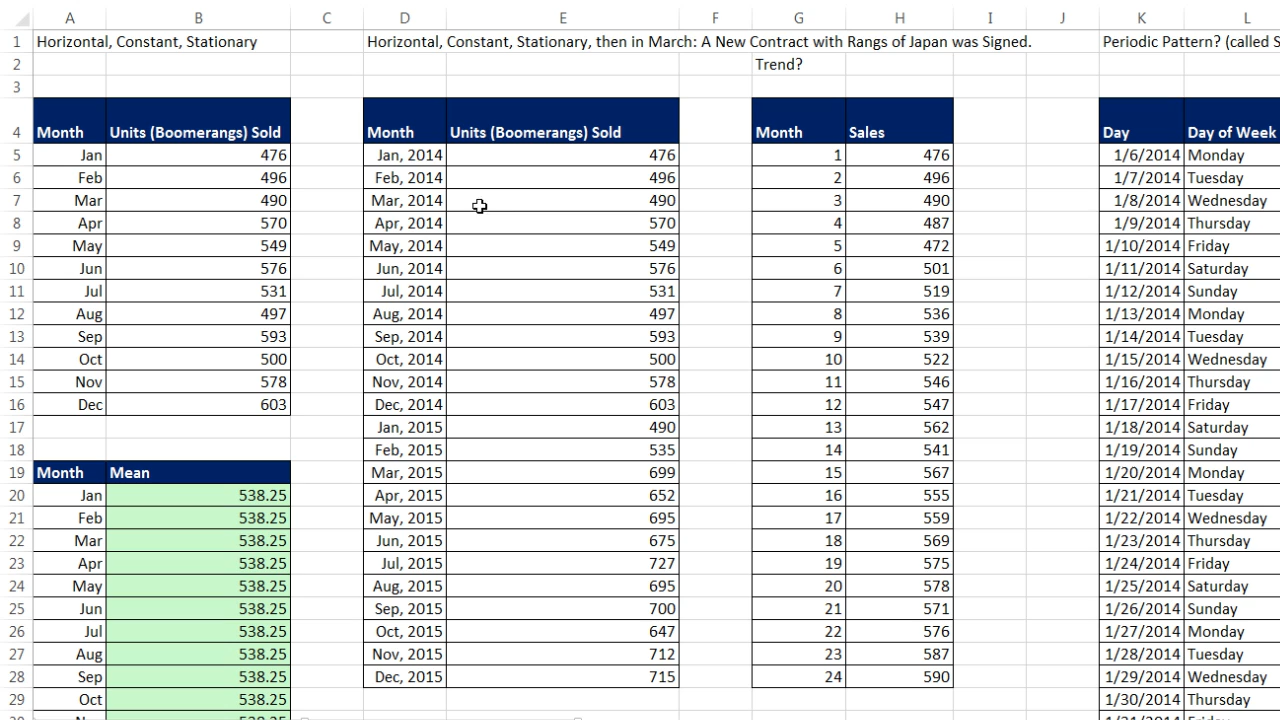 A B C D E F G H I J K L
1 Horizontal, Constant, Stationary Horizontal, Constant, Stationary, then in March: A New Contract with Rangs of Japan was Signed. Periodic Pattern? (called S
2 Trend?
3
4 Month Units (Boomerangs) Sold Month Units (Boomerangs) Sold Month Sales Day Day of Week
5 Jan 476 Jan, 2014 476 1 476 1/6/2014 Monday
6 Feb 496 Feb, 2014 496 2 496 1/7/2014 Tuesday
7 Mar 490 Mar, 2014 490 3 490 1/8/2014 Wednesday
8 Apr 570 Apr, 2014 570 4 487 1/9/2014 Thursday
9 May 549 May, 2014 549 5 472 1/10/2014 Friday
10 Jun 576 Jun, 2014 576 6 501 1/11/2014 Saturday
11 Jul 531 Jul, 2014 531 7 519 1/12/2014 Sunday
12 Aug 497 Aug, 2014 497 8 536 1/13/2014 Monday
13 Sep 593 Sep, 2014 593 9 539 1/14/2014 Tuesday
14 Oct 500 Oct, 2014 500 10 522 1/15/2014 Wednesday
15 Nov 578 Nov, 2014 578 11 546 1/16/2014 Thursday
16 Dec 603 Dec, 2014 603 12 547 1/17/2014 Friday
17 Jan, 2015 490 13 562 1/18/2014 Saturday
18 Feb, 2015 535 14 541 1/19/2014 Sunday
19 Month Mean Mar, 2015 699 15 567 1/20/2014 Monday
20 Jan 538.25 Apr, 2015 652 16 555 1/21/2014 Tuesday
21 Feb 538.25 May, 2015 695 17 559 1/22/2014 Wednesday
22 Mar 538.25 Jun, 2015 675 18 569 1/23/2014 Thursday
23 Apr 538.25 Jul, 2015 727 19 575 1/24/2014 Friday
24 May 538.25 Aug, 2015 695 20 578 1/25/2014 Saturday
25 Jun 538.25 Sep, 2015 700 21 571 1/26/2014 Sunday
26 Jul 538.25 Oct, 2015 647 22 576 1/27/2014 Monday
27 Aug 538.25 Nov, 2015 712 23 587 1/28/2014 Tuesday
28 Sep 538.25 Dec, 2015 715 24 590 1/29/2014 Wednesday
29 Oct 538.25 1/30/2014 Thursday